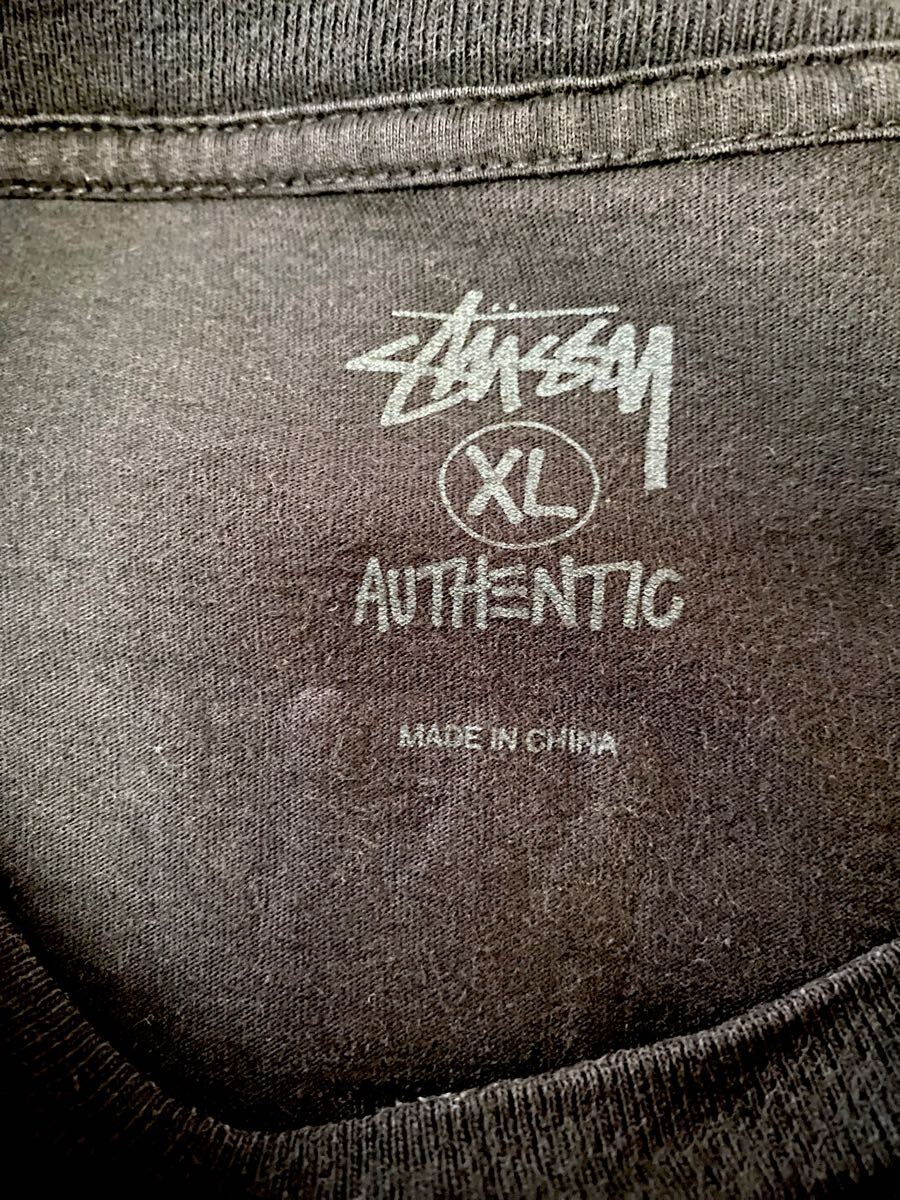 Stüssy
XL
AUTHENTIC
MADE IN CHINA